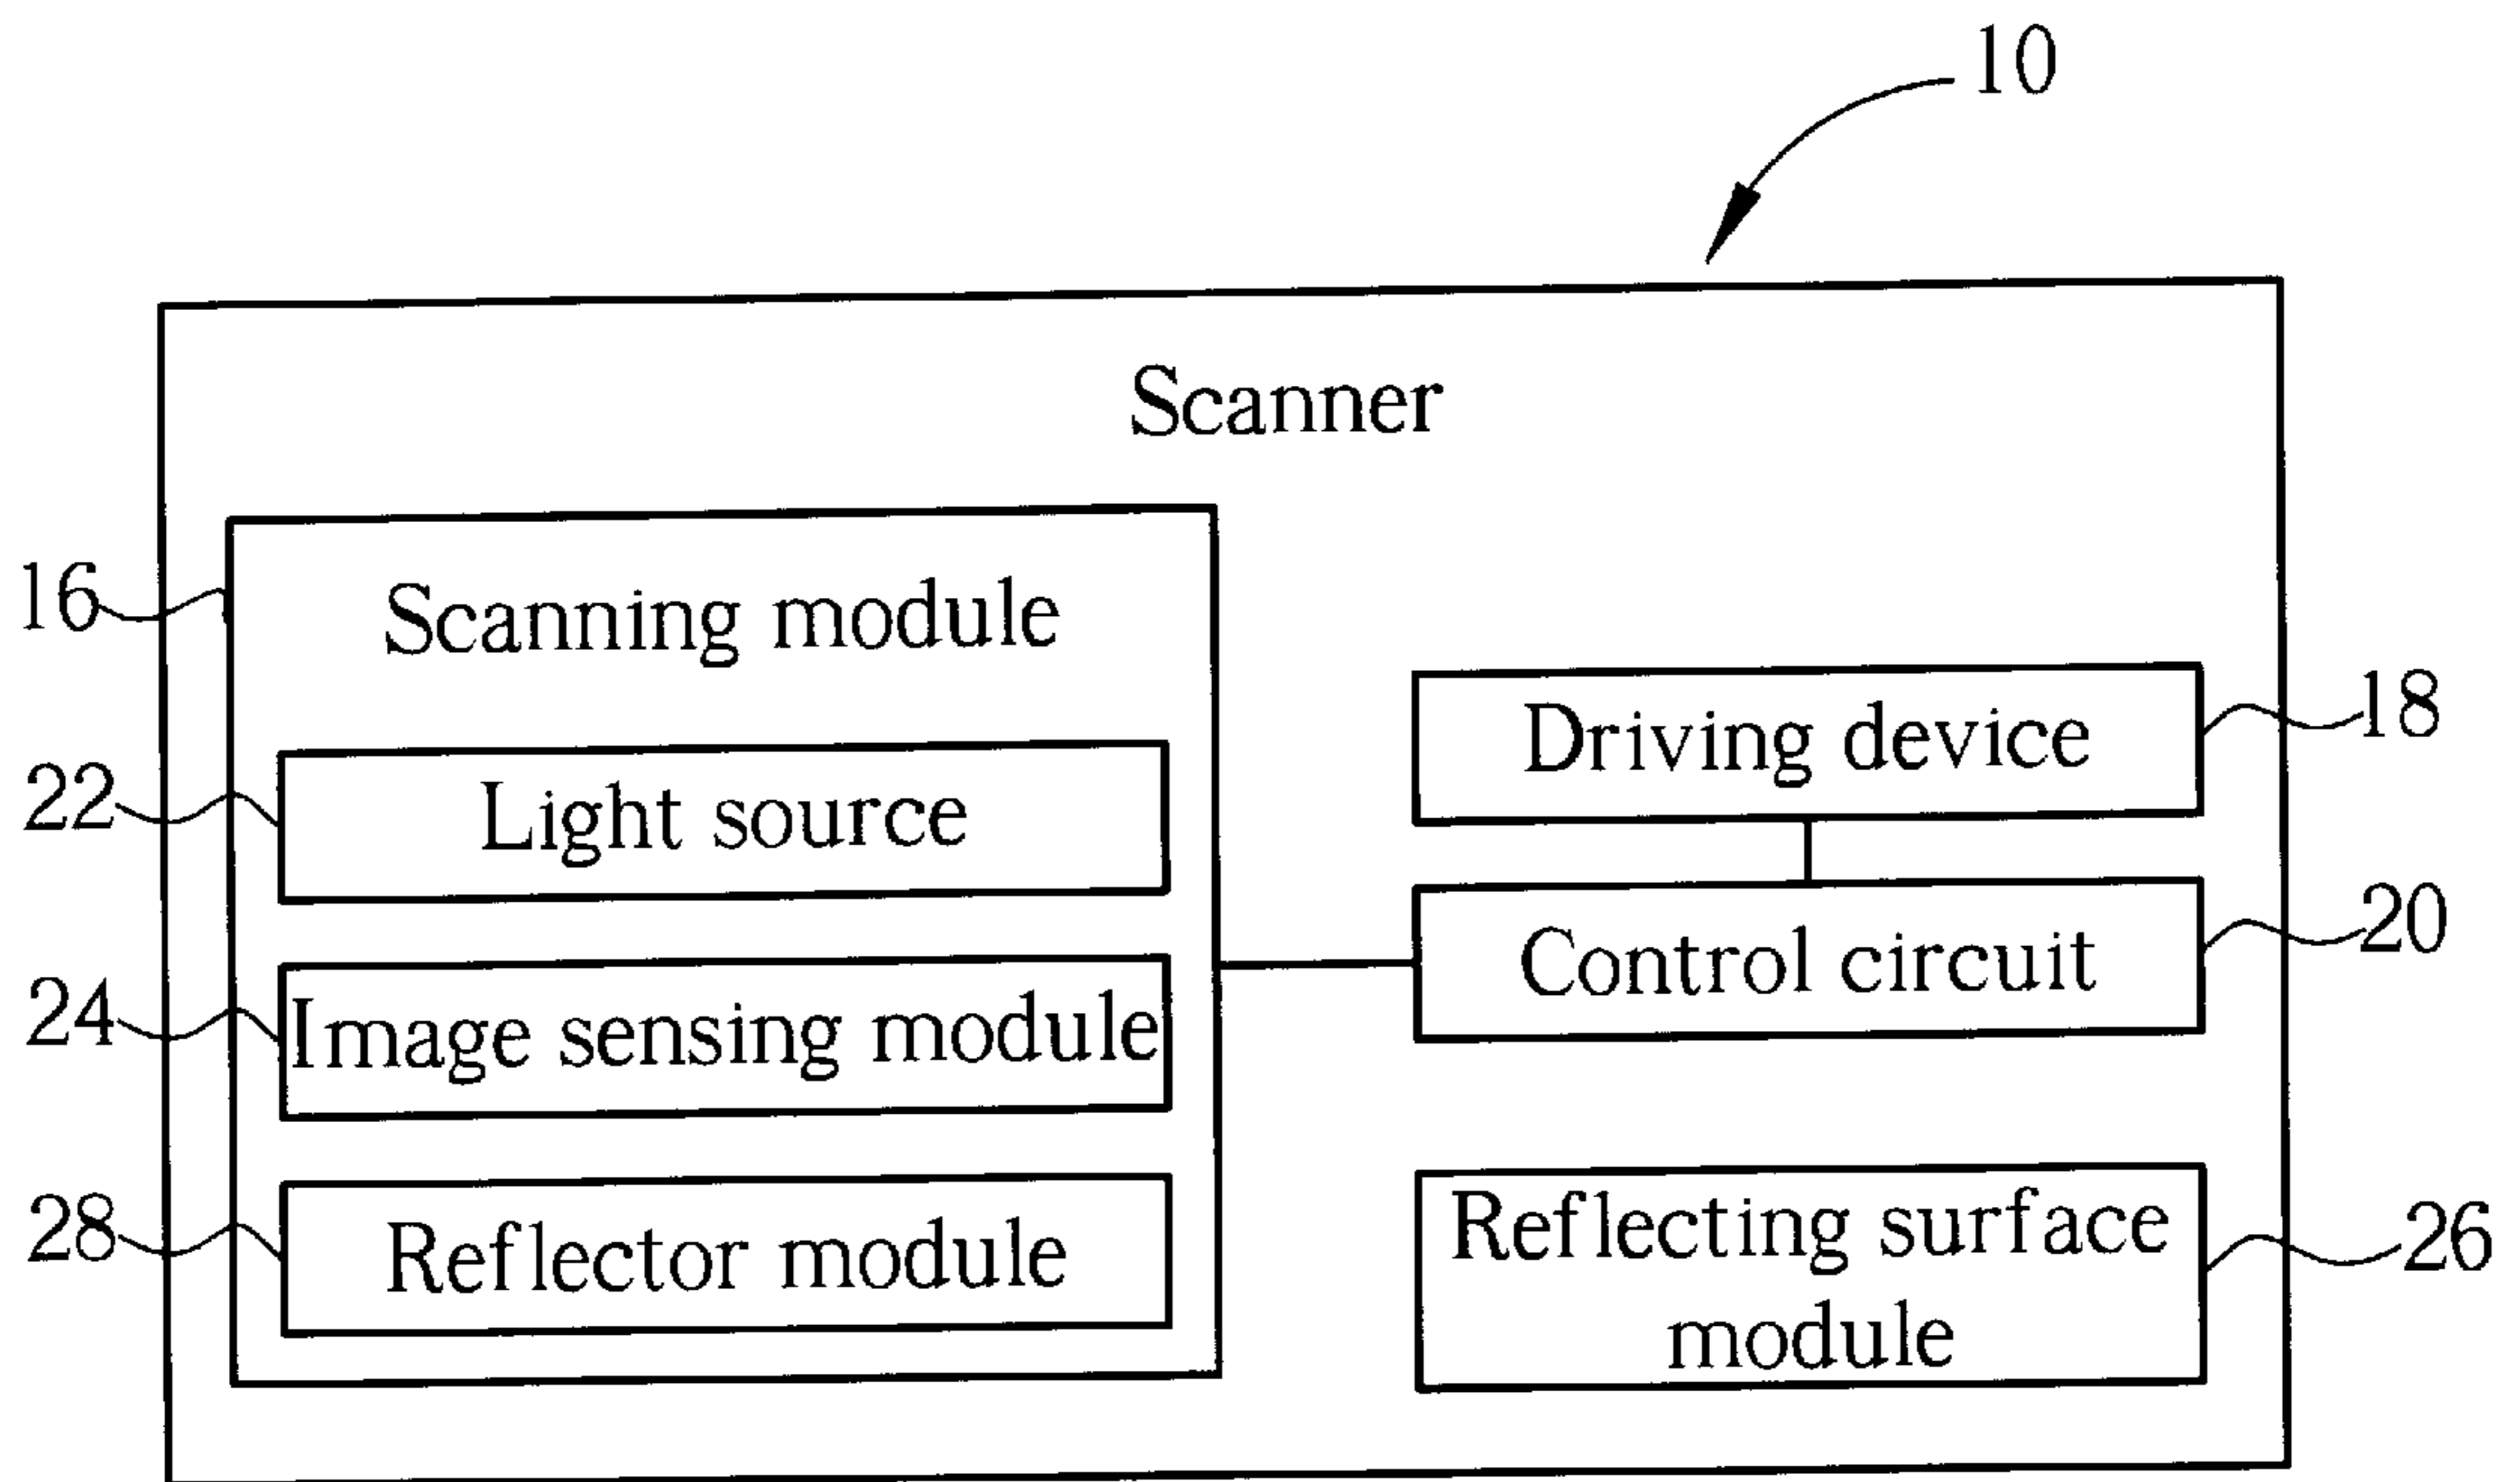 10
Scanner
16
Scanning module
22
Light source
24
Image sensing module
28
Reflector module
Driving device
18
Control circuit
20
Reflecting surface
module
26